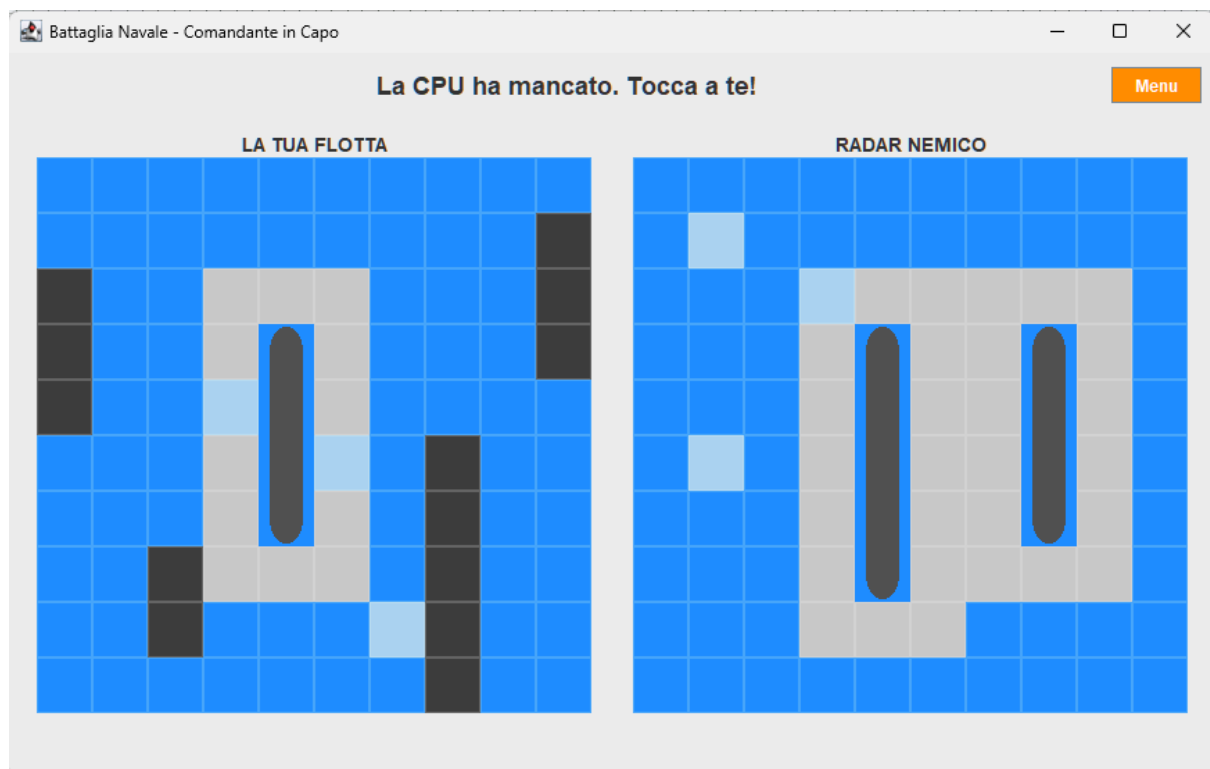 Battaglia Navale - Comandante in Capo
La CPU ha mancato. Tocca a te!
Menu
LA TUA FLOTTA
RADAR NEMICO